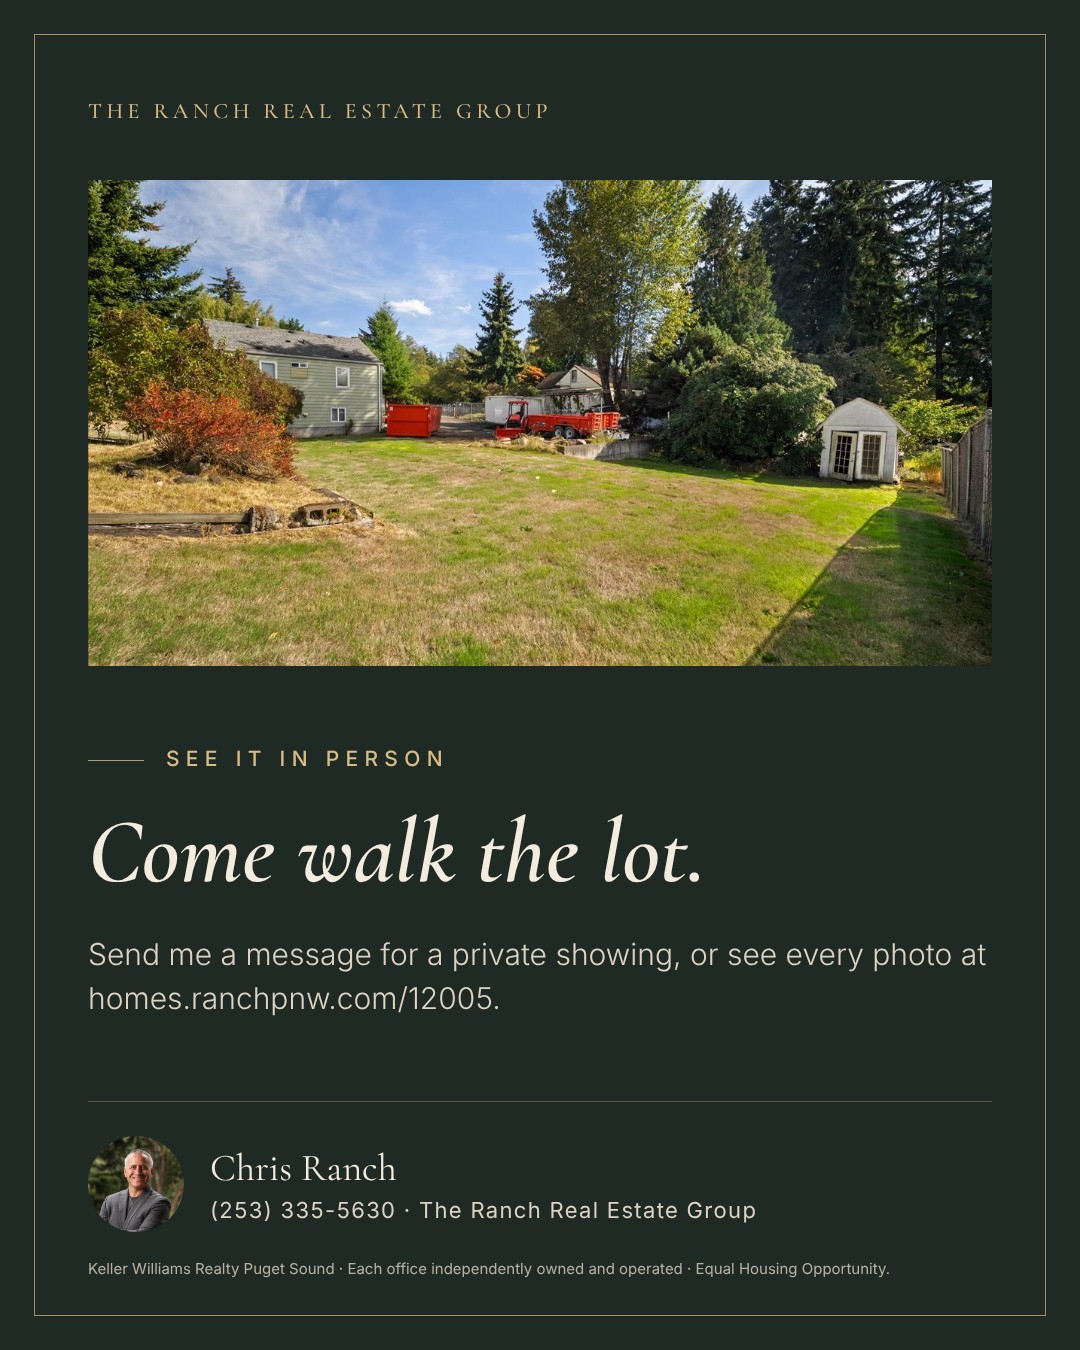 THE RANCH REAL ESTATE GROUP
SEE IT IN PERSON
Come walk the lot.
Send me a message for a private showing, or see every photo at
homes.ranchpnw.com/12005.
Chris Ranch
(253) 335-5630 · The Ranch Real Estate Group
Keller Williams Realty Puget Sound · Each office independently owned and operated · Equal Housing Opportunity.